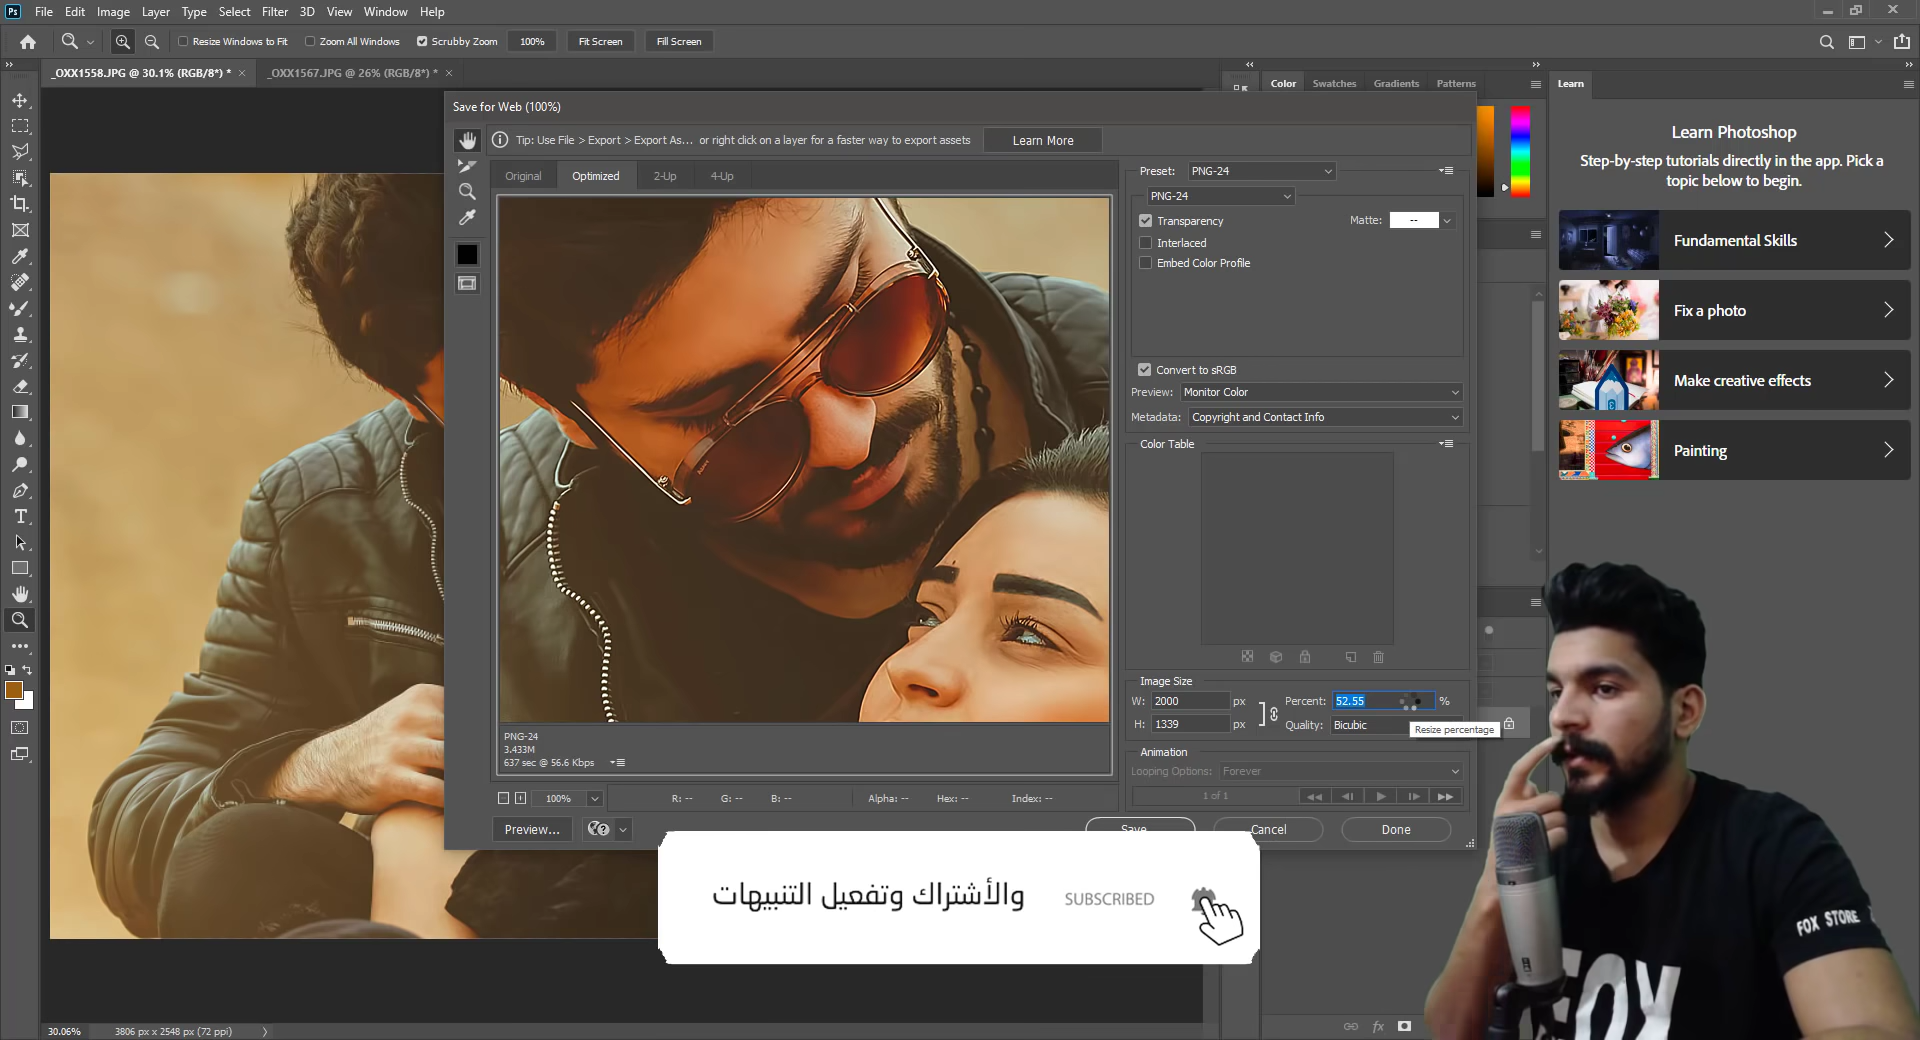 Ps File Edit Image Layer Type Select Filter 3D View Window Help
Resize Windows to Fit Zoom All Windows Scrubby Zoom 100% Fit Screen Fill Screen
_OXX1558.JPG @ 30.1% (RGB/8*) * × _OXX1567.JPG @ 26% (RGB/8*) * ×
Color Swatches Gradients Patterns
Learn
Save for Web (100%)
Tip: Use File > Export > Export As... or right click on a layer for a faster way to export assets
Learn More
Original Optimized 2-Up 4-Up
Preset: PNG-24
PNG-24
Transparency Matte: --
Interlaced
Embed Color Profile
Convert to sRGB
Preview: Monitor Color
Metadata: Copyright and Contact Info
Color Table
Image Size
W: 2000 px Percent: 52.55 %
H: 1339 px Quality: Bicubic
Resize percentage
Animation
Looping Options: Forever
1 of 1
PNG-24
3.433M
637 sec @ 56.6 Kbps
100% R: -- G: -- B: -- Alpha: -- Hex: -- Index: --
Preview... Save... Cancel Done
Learn Photoshop
Step-by-step tutorials directly in the app. Pick a
topic below to begin.
Fundamental Skills
Fix a photo
Make creative effects
Painting
والأشتراك وتفعيل التنبيهات SUBSCRIBED
FOX STORE
FOX
30.06% 3806 px x 2548 px (72 ppi)
fx